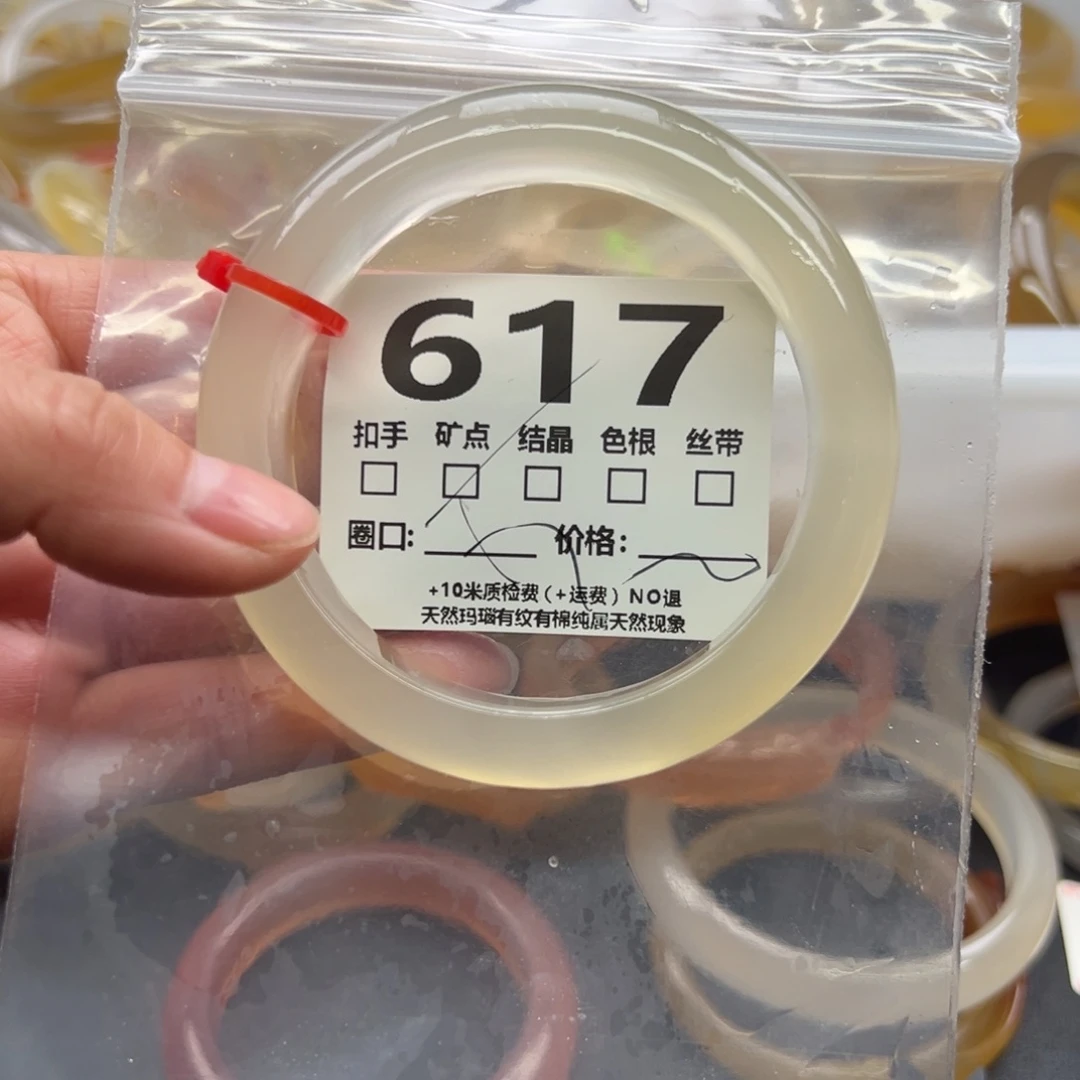 617
扣手 矿点 结晶 色根 丝带
圈口: 价格:
+10米质检费(+运费) NO退
天然玛瑙有纹有棉纯属天然现象